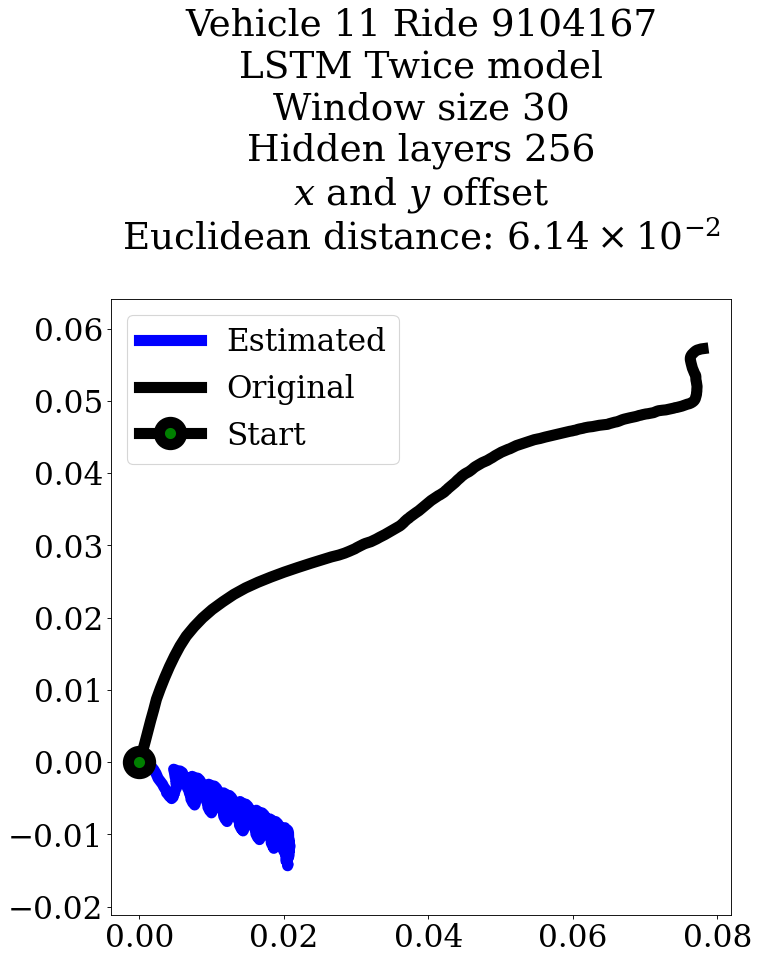 Vehicle 11 Ride 9104167
LSTM Twice model
Window size 30
Hidden layers 256
x and y offset
Euclidean distance: 6.14 × 10⁻²
Estimated
Original
Start
0.06
0.05
0.04
0.03
0.02
0.01
0.00
−0.01
−0.02
0.00 0.02 0.04 0.06 0.08